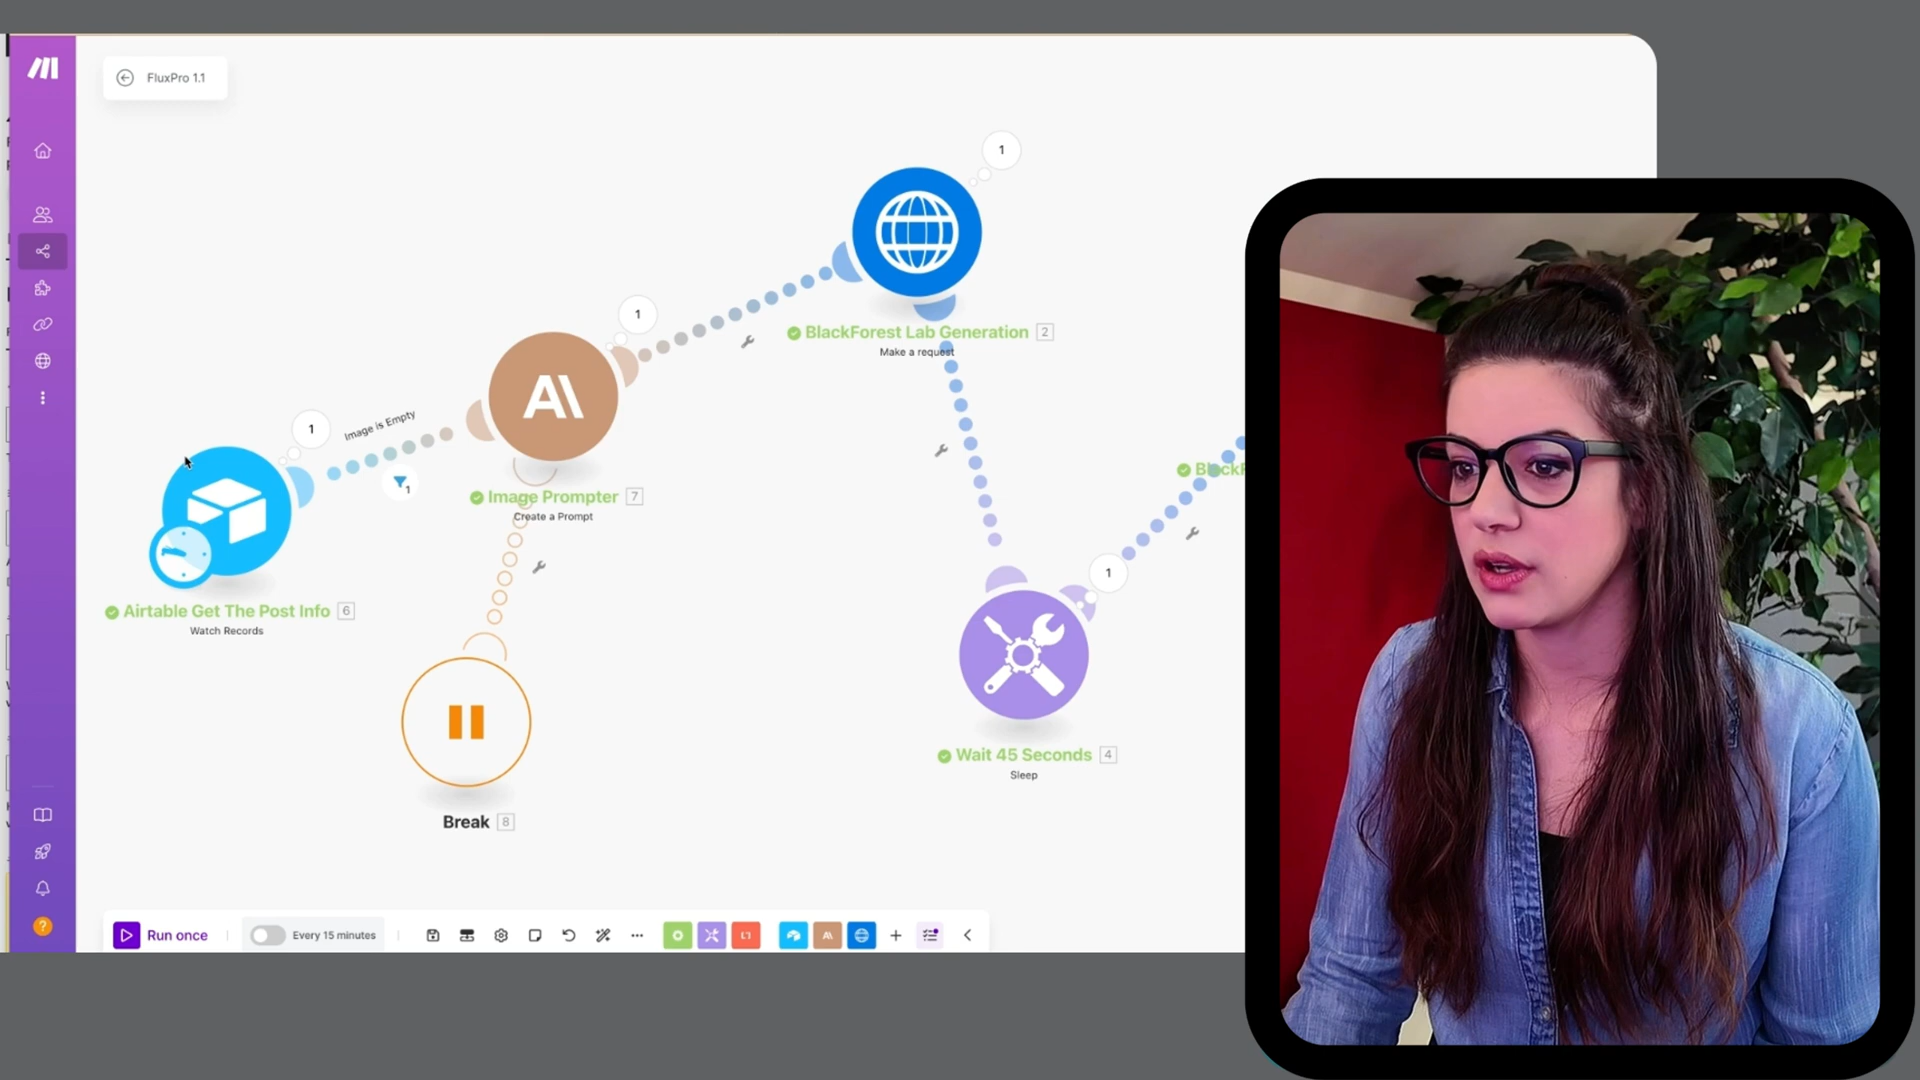 FluxPro 1.1
1
BlackForest Lab Generation 2
Make a request
1
1
Image is Empty
1
Image Prompter 7
Create a Prompt
Airtable Get The Post Info 6
Watch Records
1
Wait 45 Seconds 4
Sleep
Break 8
Run once
Every 15 minutes